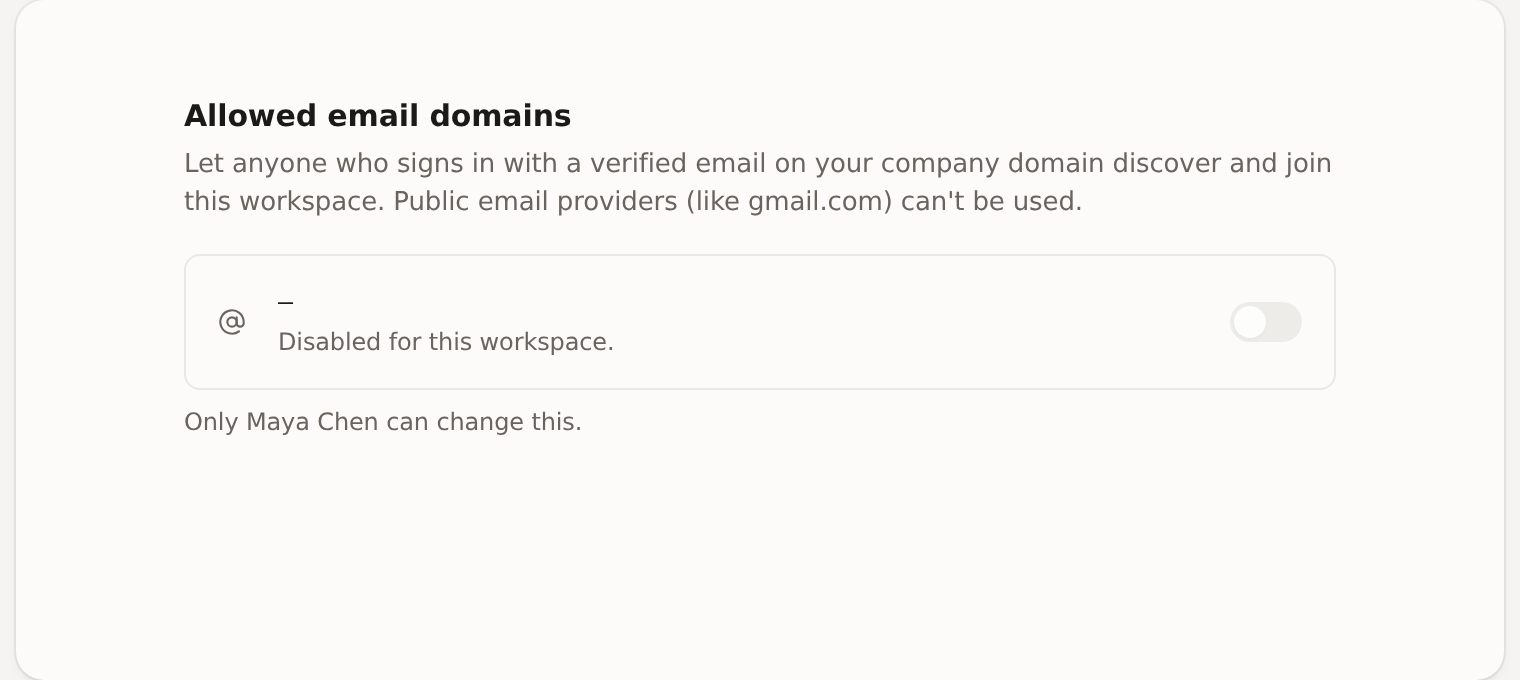 Allowed email domains
Let anyone who signs in with a verified email on your company domain discover and join
this workspace. Public email providers (like gmail.com) can't be used.
@
—
Disabled for this workspace.
Only Maya Chen can change this.